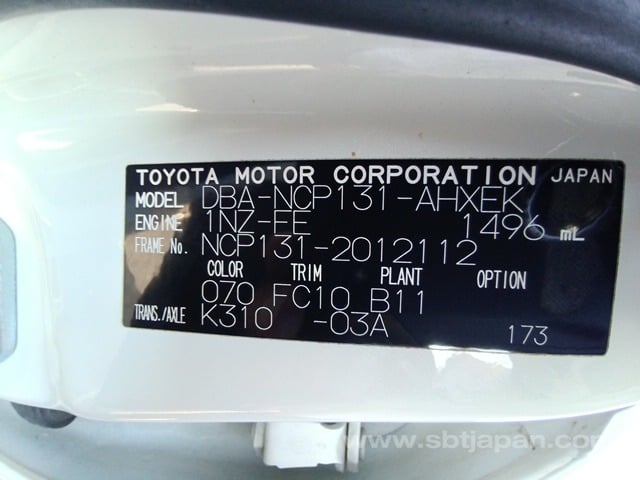 TOYOTA MOTOR CORPORATION JAPAN
MODEL DBA-NCP131-AHXEK
ENGINE 1NZ-FE 1496 mL
FRAME No. NCP131-2012112
COLOR TRIM PLANT OPTION
070 FC10 B11
TRANS./AXLE K310 -03A 173
www.sbtjapan.com